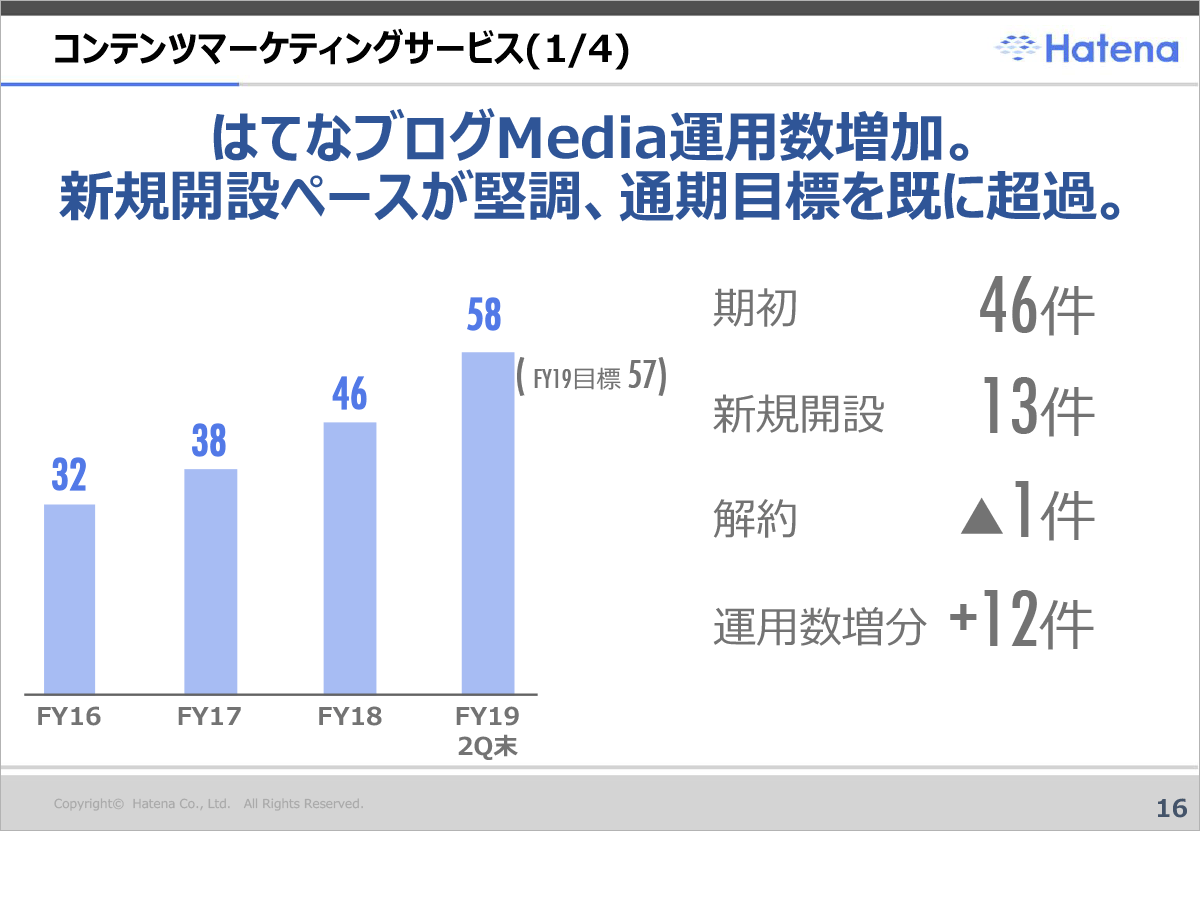 コンテンツマーケティングサービス(1/4)
Hatena
はてなブログMedia運用数増加。
新規開設ペースが堅調、通期目標を既に超過。
58
(FY19目標 57)
46
38
32
FY16
FY17
FY18
FY19
2Q末
期初 46件
新規開設 13件
解約 ▲1件
運用数増分 +12件
Copyright© Hatena Co., Ltd. All Rights Reserved.
16